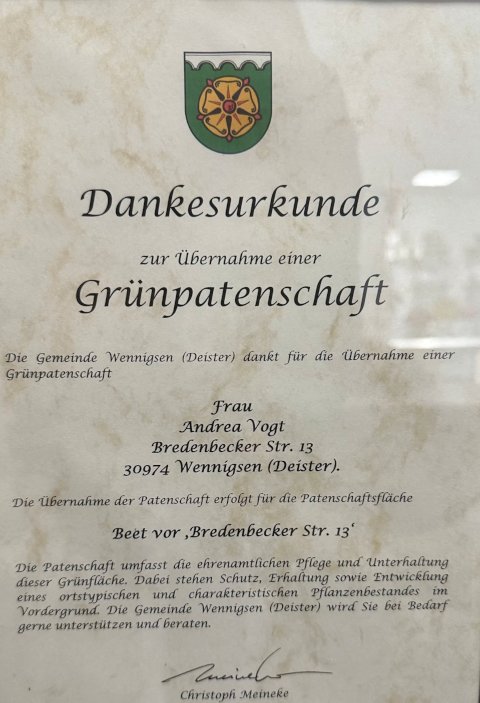 Dankesurkunde
zur Übernahme einer
Grünpatenschaft
Die Gemeinde Wennigsen (Deister) dankt für die Übernahme einer
Grünpatenschaft
Frau
Andrea Vogt
Bredenbecker Str. 13
30974 Wennigsen (Deister).
Die Übernahme der Patenschaft erfolgt für die Patenschaftsfläche
Beet vor ‚Bredenbecker Str. 13‘
Die Patenschaft umfasst die ehrenamtlichen Pflege und Unterhaltung
dieser Grünfläche. Dabei stehen Schutz, Erhaltung sowie Entwicklung
eines ortstypischen und charakteristischen Pflanzenbestandes im
Vordergrund. Die Gemeinde Wennigsen (Deister) wird Sie bei Bedarf
gerne unterstützen und beraten.
Christoph Meineke